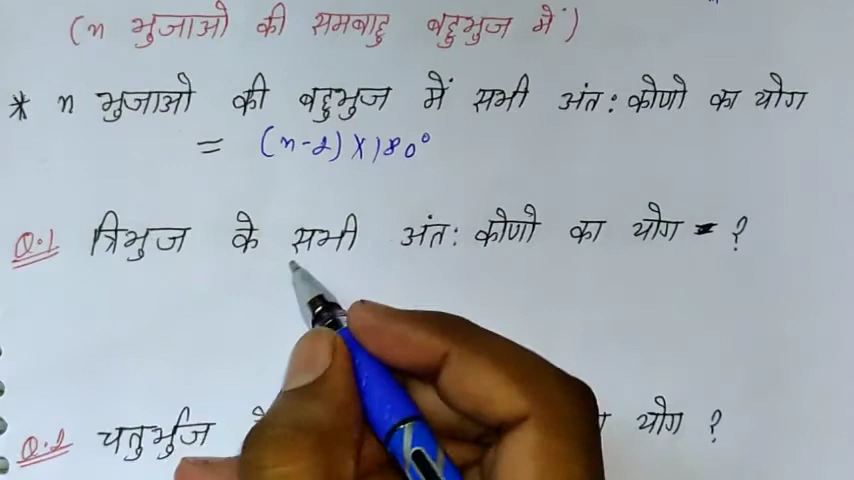 (n भुजाओ की समबाहु बहुभुज में)
* n भुजाओ की बहुभुज में सभी अंत: कोणो का योग
= (n-2)×180°
Q.1 त्रिभुज के सभी अंत: कोणो का योग = ?
Q.2 चतुर्भुज योग ?